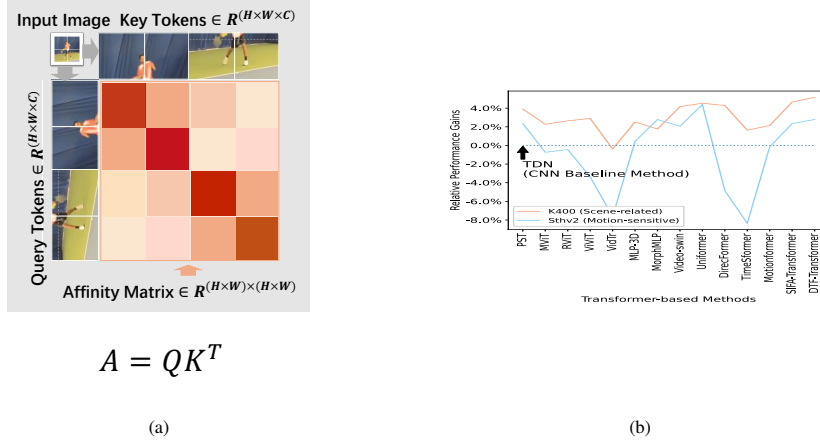 Input Image Key Tokens ∈ R^(H×W×C)
Query Tokens ∈ R^(H×W×C)
Affinity Matrix ∈ R^(H×W)×(H×W)
A = QK^T
(a)
Relative Performance Gains
4.0%
2.0%
0.0%
-2.0%
-4.0%
-6.0%
-8.0%
TDN
(CNN Baseline Method)
K400 (Scene-related)
Sthv2 (Motion-sensitive)
PST
MViT
RViT
ViViT
VidTr
MLP-3D
MorphMLP
Video-swin
Uniformer
DirecFormer
TimeSformer
Motionformer
SIFA-Transformer
DTF-Transformer
Transformer-based Methods
(b)